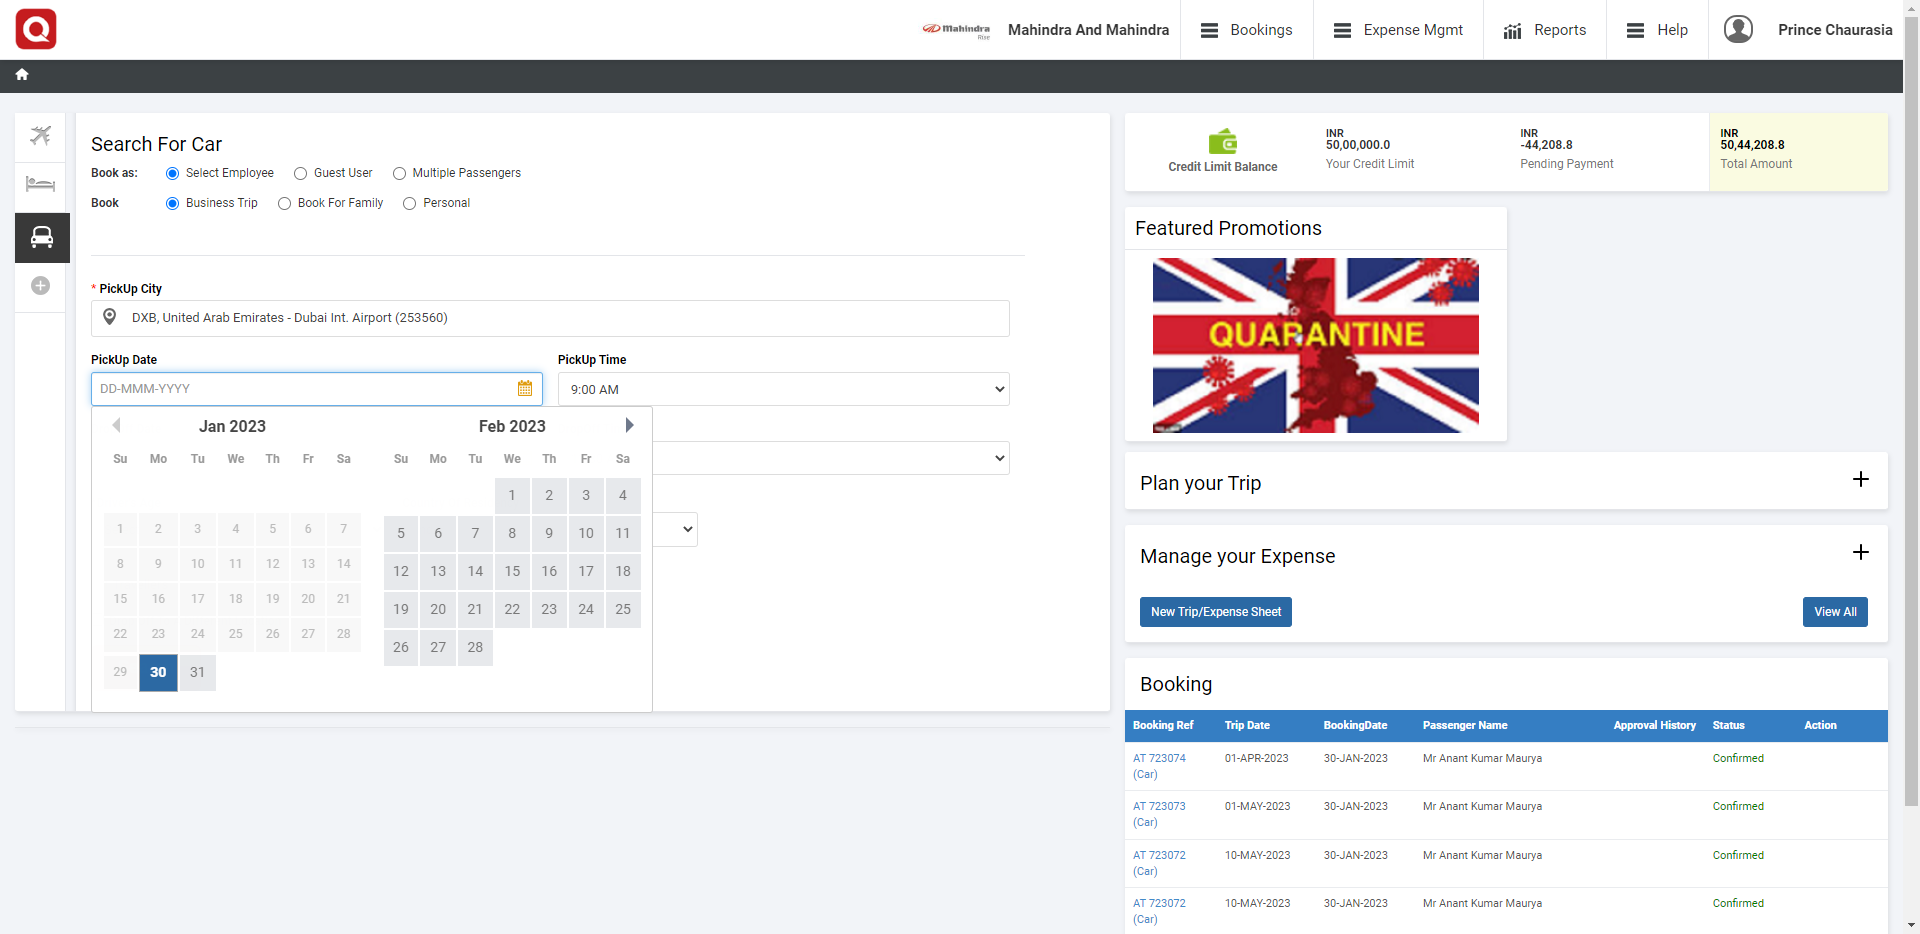 Q
Mahindra
Rise
Mahindra And Mahindra
Bookings
Expense Mgmt
Reports
Help
Prince Chaurasia
Search For Car
Book as: Select Employee Guest User Multiple Passengers
Book Business Trip Book For Family Personal
* PickUp City
DXB, United Arab Emirates - Dubai Int. Airport (253560)
PickUp Date PickUp Time
DD-MMM-YYYY 9:00 AM
Jan 2023 Feb 2023
Su Mo Tu We Th Fr Sa Su Mo Tu We Th Fr Sa
1 2 3 4
1 2 3 4 5 6 7 5 6 7 8 9 10 11
8 9 10 11 12 13 14 12 13 14 15 16 17 18
15 16 17 18 19 20 21 19 20 21 22 23 24 25
22 23 24 25 26 27 28 26 27 28
29 30 31
Credit Limit Balance
INR
50,00,000.0
Your Credit Limit
INR
-44,208.8
Pending Payment
INR
50,44,208.8
Total Amount
Featured Promotions
QUARANTINE
Plan your Trip
Manage your Expense
New Trip/Expense Sheet View All
Booking
Booking Ref Trip Date BookingDate Passenger Name Approval History Status Action
AT 723074 01-APR-2023 30-JAN-2023 Mr Anant Kumar Maurya Confirmed
(Car)
AT 723073 01-MAY-2023 30-JAN-2023 Mr Anant Kumar Maurya Confirmed
(Car)
AT 723072 10-MAY-2023 30-JAN-2023 Mr Anant Kumar Maurya Confirmed
(Car)
AT 723072 10-MAY-2023 30-JAN-2023 Mr Anant Kumar Maurya Confirmed
(Car)